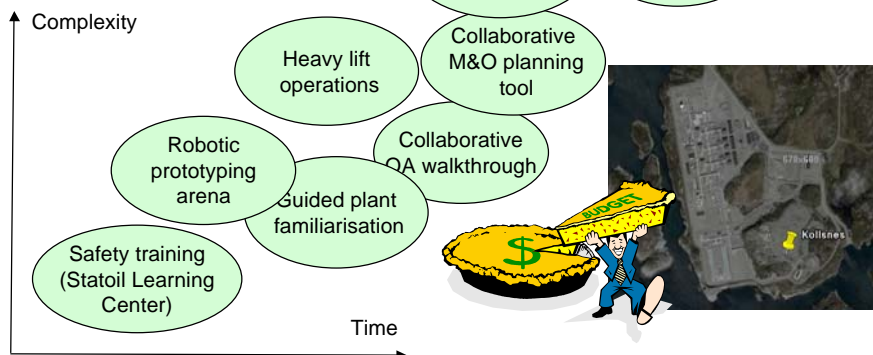 Complexity
Heavy lift
operations
Collaborative
M&O planning
tool
Robotic
prototyping
arena
Collaborative
QA walkthrough
Guided plant
familiarisation
Safety training
(Statoil Learning
Center)
BUDGET
$
Kollsnes
Time